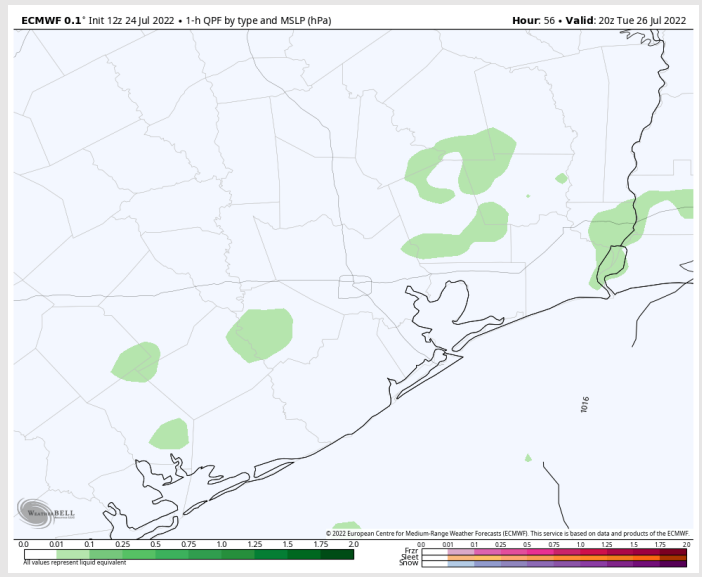 ECMWF 0.1° Init 12z 24 Jul 2022 • 1-h QPF by type and MSLP (hPa)
Hour: 56 • Valid: 20z Tue 26 Jul 2022
1016
WeatherBELL
© 2022 European Centre for Medium-Range Weather Forecasts (ECMWF). This service is based on data and products of the ECMWF.
0.0 0.01 0.1 0.25 0.5 0.75 1.0 1.25 1.5 1.75 2.0
All values represent liquid equivalent
0.0 0.01 0.1 0.25 0.5 0.75 1.0 1.25 1.5 1.75 2.0
Frzr
Sleet
Snow